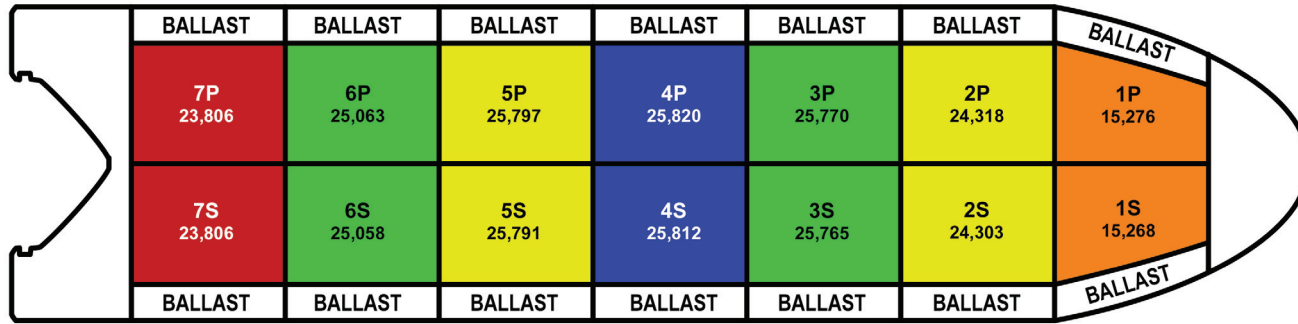 BALLAST BALLAST BALLAST BALLAST BALLAST BALLAST BALLAST
7P 6P 5P 4P 3P 2P 1P
23,806 25,063 25,797 25,820 25,770 24,318 15,276
7S 6S 5S 4S 3S 2S 1S
23,806 25,058 25,791 25,812 25,765 24,303 15,268
BALLAST BALLAST BALLAST BALLAST BALLAST BALLAST BALLAST